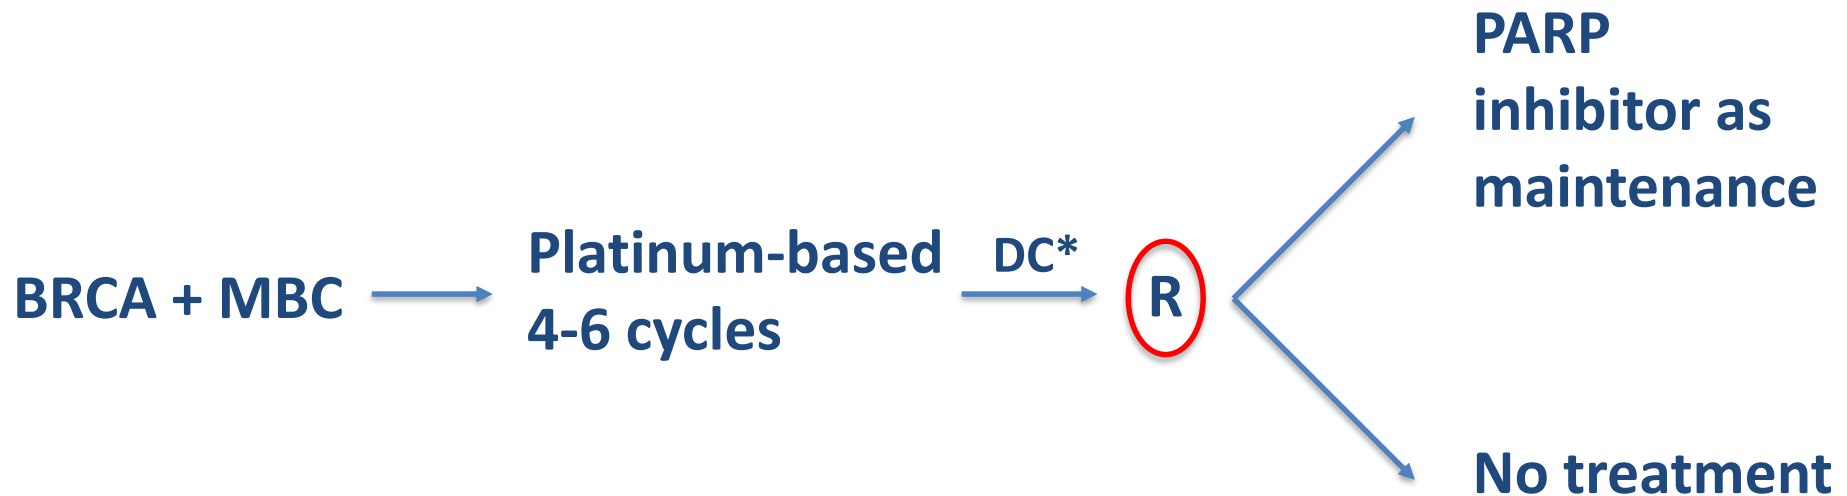 BRCA + MBC
Platinum-based
4-6 cycles
DC*
R
PARP
inhibitor as
maintenance
No treatment